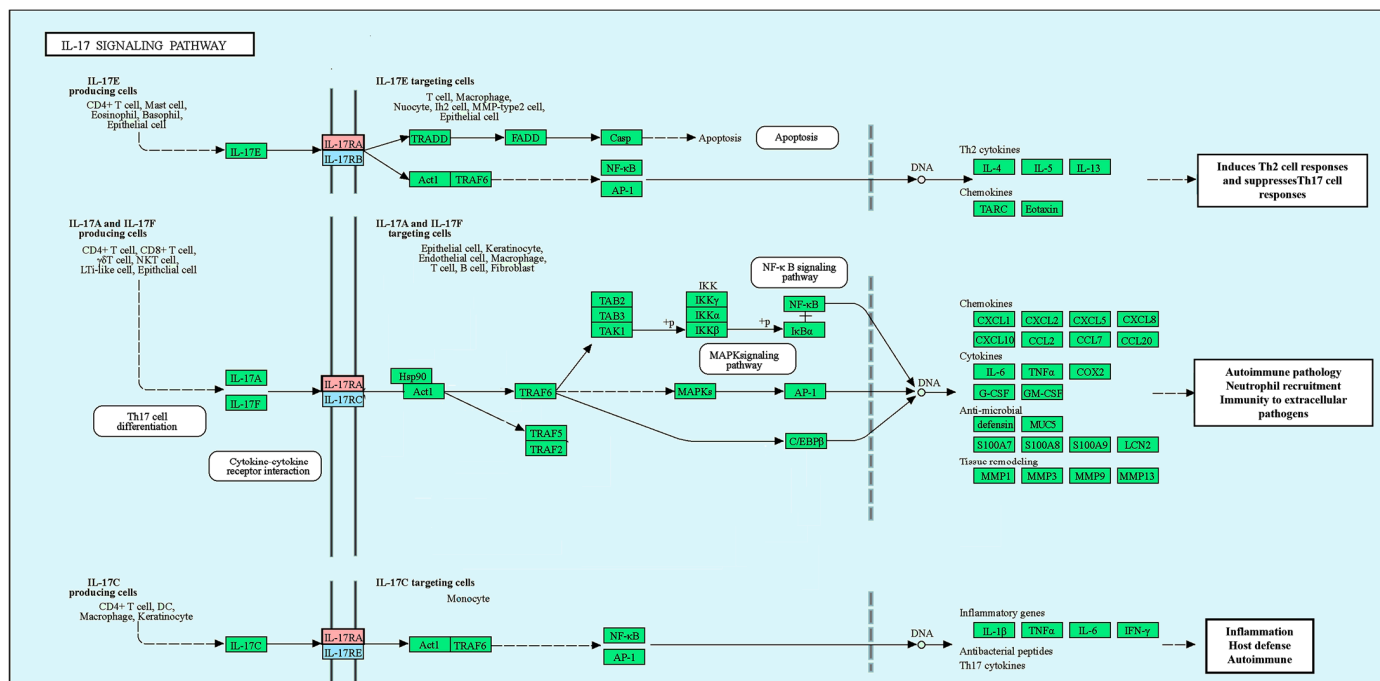 IL-17 SIGNALING PATHWAY
IL-17E
producing cells
CD4+ T cell, Mast cell,
Eosinophil, Basophil,
Epithelial cell
IL-17E
IL-17RA
IL-17RB
IL-17E targeting cells
T cell, Macrophage,
Nuocyte, Ih2 cell, MMP-type2 cell,
Epithelial cell
TRADD
FADD
Casp
Apoptosis
Apoptosis
Act1
TRAF6
NF-κB
AP-1
DNA
Th2 cytokines
IL-4
IL-5
IL-13
Chemokines
TARC
Eotaxin
Induces Th2 cell responses
and suppressesTh17 cell
responses
IL-17A and IL-17F
producing cells
CD4+ T cell, CD8+ T cell,
γδT cell, NKT cell,
LTi-like cell, Epithclial cell
IL-17A
IL-17F
Th17 cell
differentiation
Cytokine-cytokine
receptor interaction
IL-17RA
IL-17RC
IL-17A and IL-17F
targeting cells
Epithelial cell, Keratinocyte,
Endothelial cell, Macrophage,
T cell, B cell, Fibroblast
Hsp90
Act1
TRAF6
TRAF5
TRAF2
TAB2
TAB3
TAK1
+p
IKK
IKKγ
IKKα
IKKβ
+p
NF-κ B signaling
pathway
NF-κB
IκBα
MAPKsignaling
pathway
MAPKs
AP-1
C/EBPβ
DNA
Chemokines
CXCL1
CXCL2
CXCL5
CXCL8
CXCL10
CCL2
CCL7
CCL20
Cytokines
IL-6
TNFα
COX2
G-CSF
GM-CSF
Anti-microbial
defensin
MUC5
S100A7
S100A8
S100A9
LCN2
Tissue remodeling
MMP1
MMP3
MMP9
MMP13
Autoimmune pathology
Neutrophil recruitment
Immunity to extracellular
pathogens
IL-17C
producing cells
CD4+ T cell, DC,
Macrophage, Keratinocyte
IL-17C
IL-17RA
IL-17RE
IL-17C targeting cells
Monocyte
Act1
TRAF6
NF-κB
AP-1
DNA
Inflammatory genes
IL-1β
TNFα
IL-6
IFN-γ
Antibacterial peptides
Th17 cytokines
Inflammation
Host defense
Autoimmune